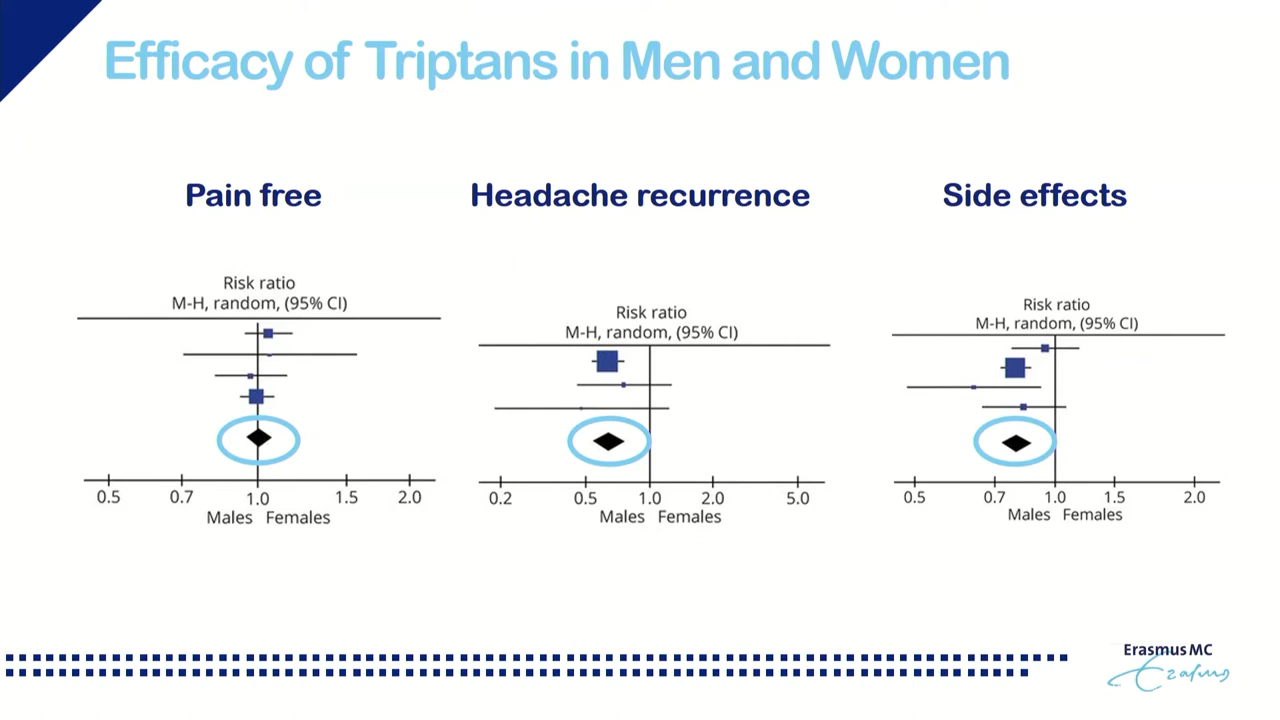 Efficacy of Triptans in Men and Women
Pain free
Risk ratio
M-H, random, (95% CI)
0.5 0.7 1.0 1.5 2.0
Males Females
Headache recurrence
Risk ratio
M-H, random, (95% CI)
0.2 0.5 1.0 2.0 5.0
Males Females
Side effects
Risk ratio
M-H, random, (95% CI)
0.5 0.7 1.0 1.5 2.0
Males Females
Erasmus MC
Erasmus